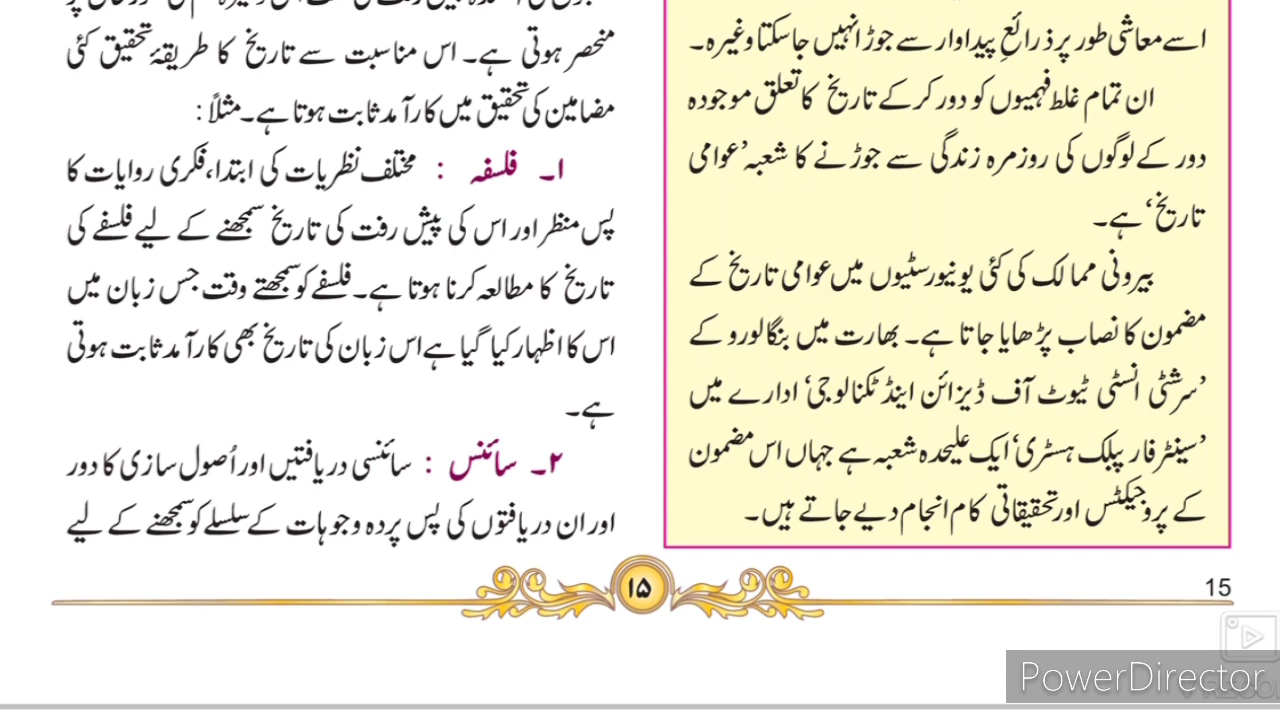 اسے معاشی طور پر ذرائعِ پیداوار سے جوڑا نہیں جاسکتا وغیرہ۔
ان تمام غلط فہمیوں کو دور کرکے تاریخ کا تعلق موجودہ
دور کے لوگوں کی روزمرہ زندگی سے جوڑنے کا شعبہ ’عوامی
تاریخ‘ ہے۔
بیرونی ممالک کی کئی یونیورسٹیوں میں عوامی تاریخ کے
مضمون کا نصاب پڑھایا جاتا ہے۔ بھارت میں بنگالورو کے
’سرشٹی انسٹی ٹیوٹ آف ڈیزائن اینڈ ٹکنالوجی‘ ادارے میں
’سینٹر فار پبلک ہسٹری‘ ایک علیحدہ شعبہ ہے جہاں اس مضمون
کے پروجیکٹس اور تحقیقاتی کام انجام دیے جاتے ہیں۔
منحصر ہوتی ہے۔ اس مناسبت سے تاریخ کا طریقۂ تحقیق کئی
مضامین کی تحقیق میں کارآمد ثابت ہوتا ہے۔ مثلاً :
۱۔ فلسفہ : مختلف نظریات کی ابتدا، فکری روایات کا
پس منظر اور اس کی پیش رفت کی تاریخ سمجھنے کے لیے فلسفے کی
تاریخ کا مطالعہ کرنا ہوتا ہے۔ فلسفے کو سمجھتے وقت جس زبان میں
اس کا اظہار کیا گیا ہے اس زبان کی تاریخ بھی کارآمد ثابت ہوتی
ہے۔
۲۔ سائنس : سائنسی دریافتیں اور اُصول سازی کا دور
اور ان دریافتوں کی پس پردہ وجوہات کے سلسلے کو سمجھنے کے لیے
۱۵
15
PowerDirector